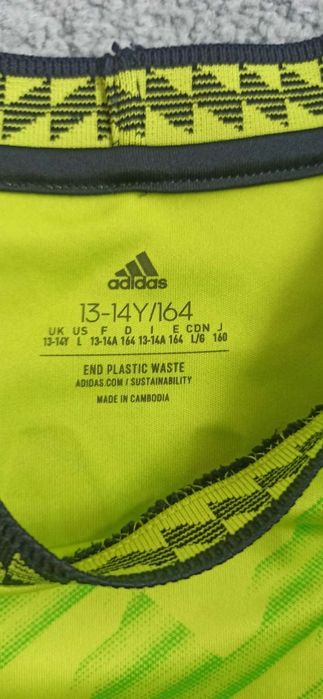 adidas
13-14Y/164
UK US F D I E CDN J
13-14Y L 13-14A 164 13-14A 164 L/G 160
END PLASTIC WASTE
ADIDAS.COM / SUSTAINABILITY
MADE IN CAMBODIA